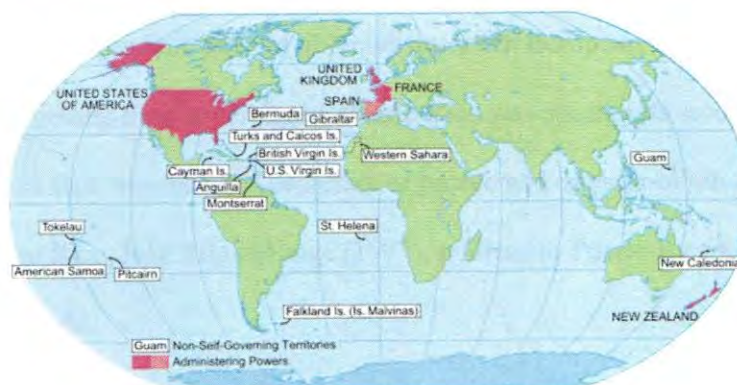 UNITED STATES
OF AMERICA
UNITED
KINGDOM
FRANCE
SPAIN
Bermuda
Gibraltar
Turks and Caicos Is.
British Virgin Is.
Western Sahara
Cayman Is.
U.S. Virgin Is.
Anguilla
Montserrat
Guam
Tokelau
St. Helena
American Samoa
Pitcairn
New Caledonia
Falkland Is. (Is. Malvinas)
NEW ZEALAND
Guam Non-Self-Governing Territories
Administering Powers